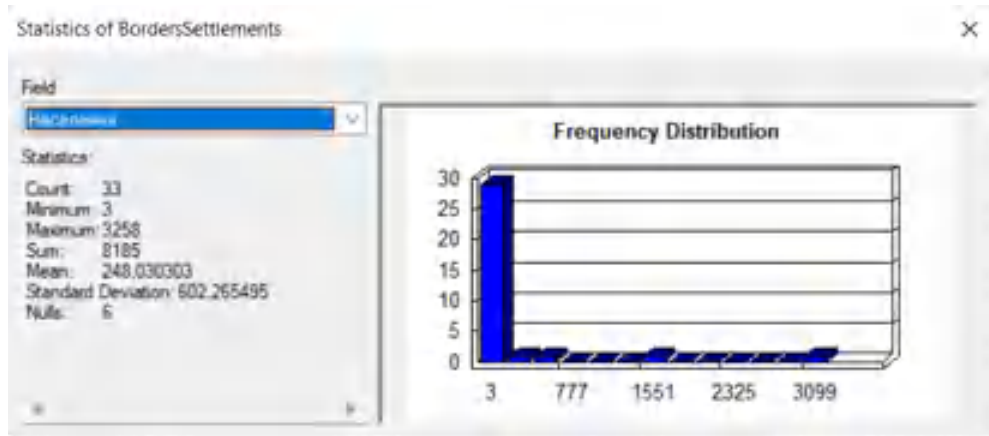 Statistics of BordersSettlements
Field
Statistics:
Count: 33
Minimum: 3
Maximum: 3258
Sum: 8185
Mean: 248,030303
Standard Deviation: 602,265495
Nulls: 6
Frequency Distribution
30
25
20
15
10
5
0
3 777 1551 2325 3099